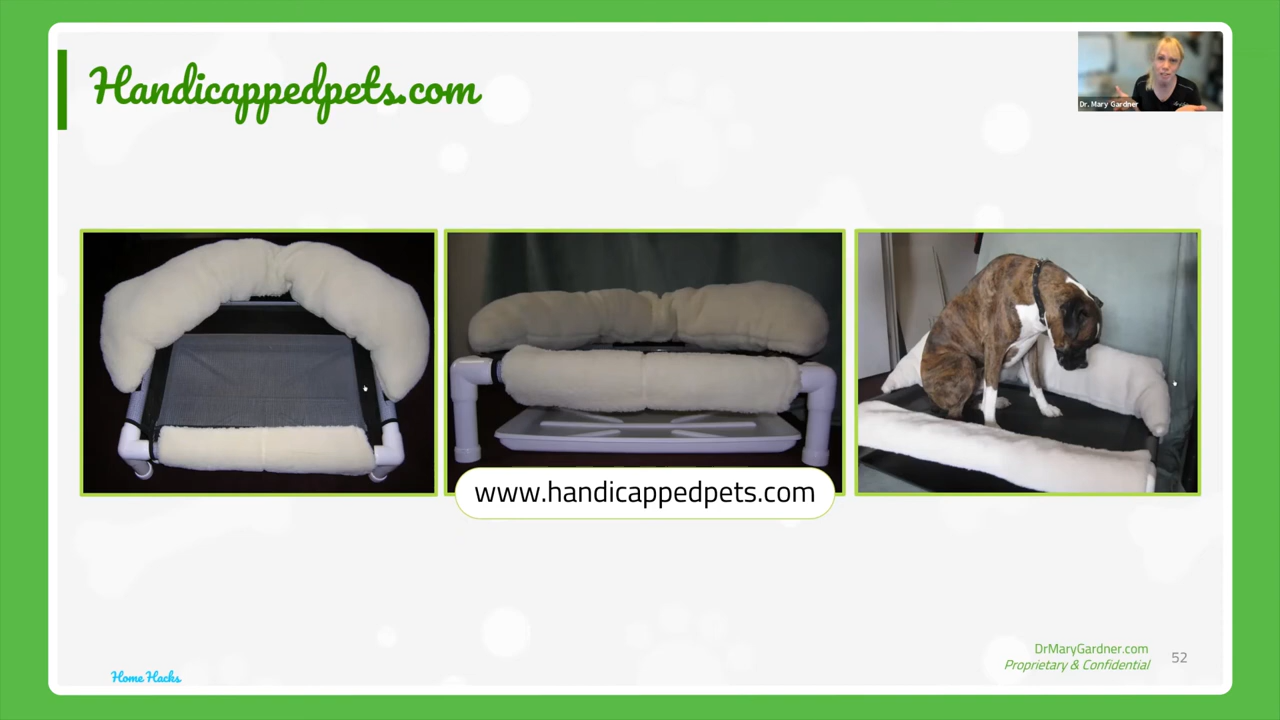 Handicappedpets.com
Dr. Mary Gardner
www.handicappedpets.com
DrMaryGardner.com
Proprietary & Confidential
52
Home Hacks